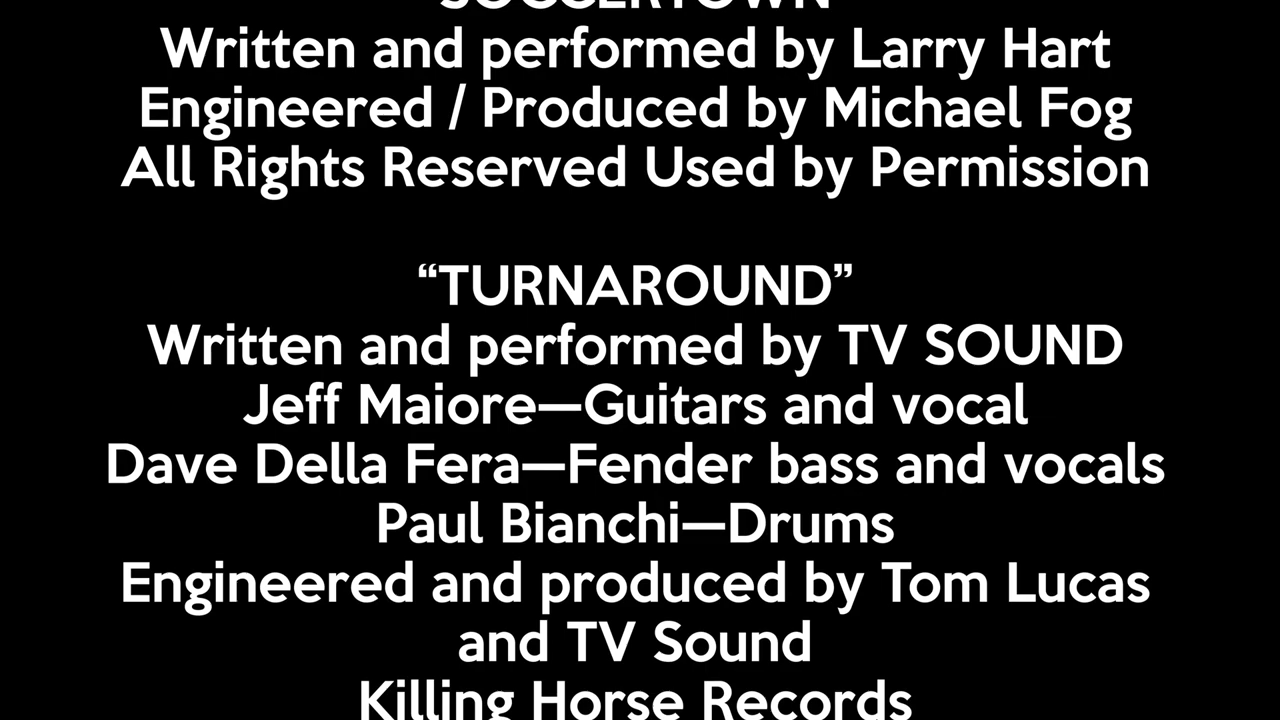 SOCCERTOWN
Written and performed by Larry Hart
Engineered / Produced by Michael Fog
All Rights Reserved Used by Permission
“TURNAROUND”
Written and performed by TV SOUND
Jeff Maiore—Guitars and vocal
Dave Della Fera—Fender bass and vocals
Paul Bianchi—Drums
Engineered and produced by Tom Lucas
and TV Sound
Killing Horse Records